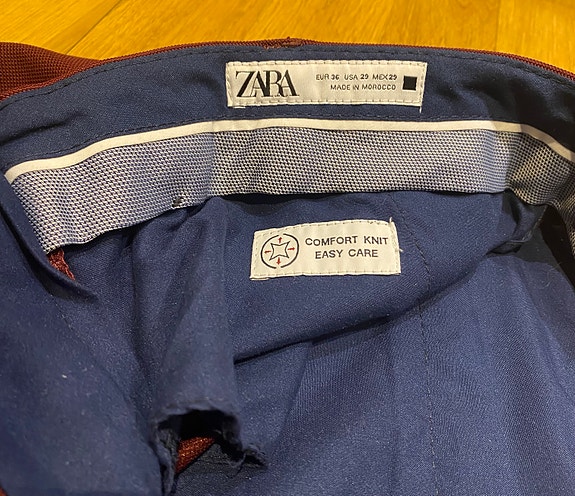 ZARA
EUR 36 USA 29 MEX 29
MADE IN MOROCCO
COMFORT KNIT
EASY CARE